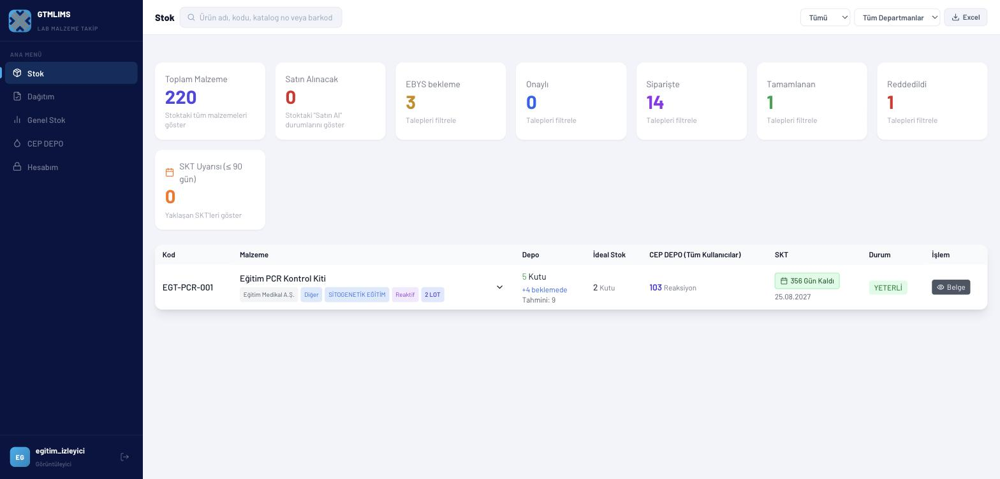 GTMLIMS
LAB MALZEME TAKİP
ANA MENÜ
Stok
Dağıtım
Genel Stok
CEP DEPO
Hesabım
EG
egitim_izleyici
Görüntüleyici
Stok
Ürün adı, kodu, katalog no veya barkod
Tümü
Tüm Departmanlar
Excel
Toplam Malzeme
220
Stoktaki tüm malzemeleri
göster
Satın Alınacak
0
Stoktaki "Satın Al"
durumlarını göster
EBYS bekleme
3
Talepleri filtrele
Onaylı
0
Talepleri filtrele
Siparişte
14
Talepleri filtrele
Tamamlanan
1
Talepleri filtrele
Reddedildi
1
Talepleri filtrele
SKT Uyarısı (≤ 90
gün)
0
Yaklaşan SKT'leri göster
Kod Malzeme Depo İdeal Stok CEP DEPO (Tüm Kullanıcılar) SKT Durum İşlem
EGT-PCR-001
Eğitim PCR Kontrol Kiti
Eğitim Medikal A.Ş. Diğer SİTOGENETİK EĞİTİM Reaktif 2 LOT
5 Kutu
+4 beklemede
Tahmini: 9
2 Kutu
103 Reaksiyon
356 Gün Kaldı
25.08.2027
YETERLİ
Belge